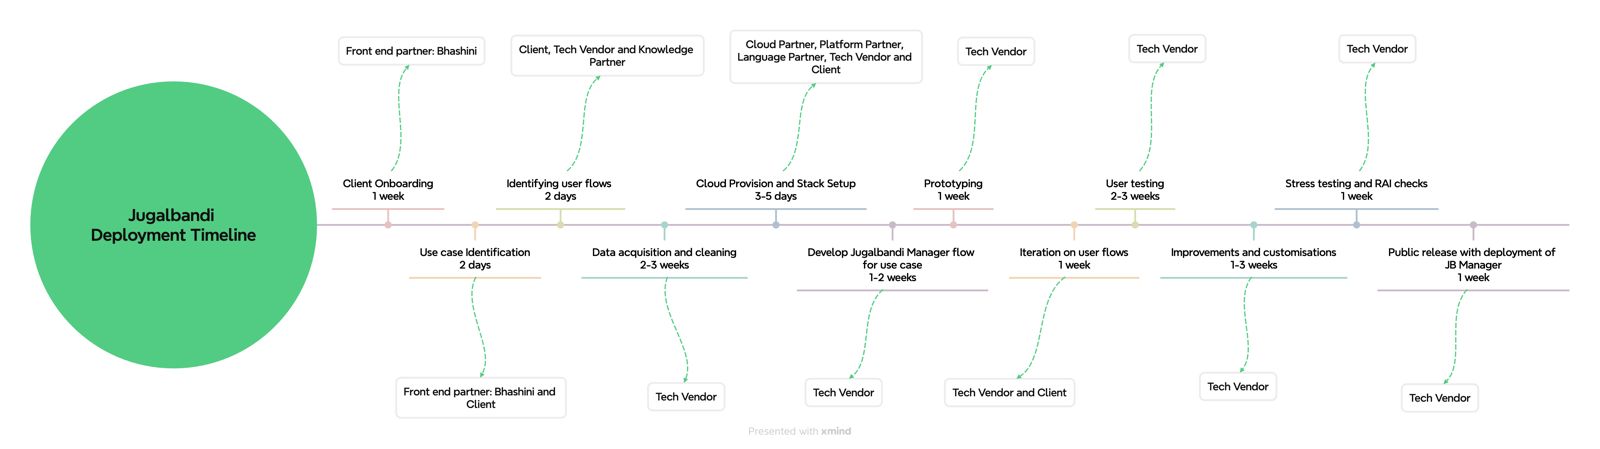 Jugalbandi
Deployment Timeline
Front end partner: Bhashini
Client Onboarding
1 week
Use case Identification
2 days
Front end partner: Bhashini and
Client
Client, Tech Vendor and Knowledge
Partner
Identifying user flows
2 days
Data acquisition and cleaning
2-3 weeks
Tech Vendor
Cloud Partner, Platform Partner,
Language Partner, Tech Vendor and
Client
Cloud Provision and Stack Setup
3-5 days
Develop Jugalbandi Manager flow
for use case
1-2 weeks
Tech Vendor
Tech Vendor
Prototyping
1 week
Iteration on user flows
1 week
Tech Vendor and Client
Tech Vendor
User testing
2-3 weeks
Improvements and customisations
1-3 weeks
Tech Vendor
Tech Vendor
Stress testing and RAI checks
1 week
Public release with deployment of
JB Manager
1 week
Tech Vendor
Presented with xmind